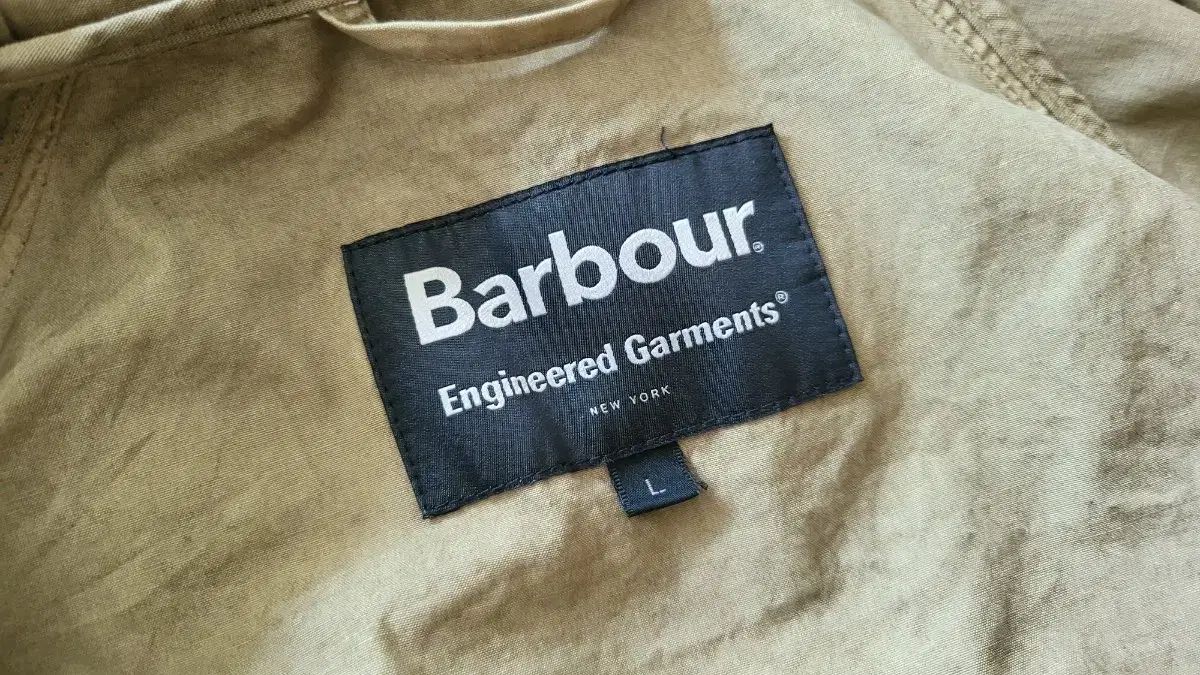 Barbour®
Engineered Garments®
NEW YORK
L